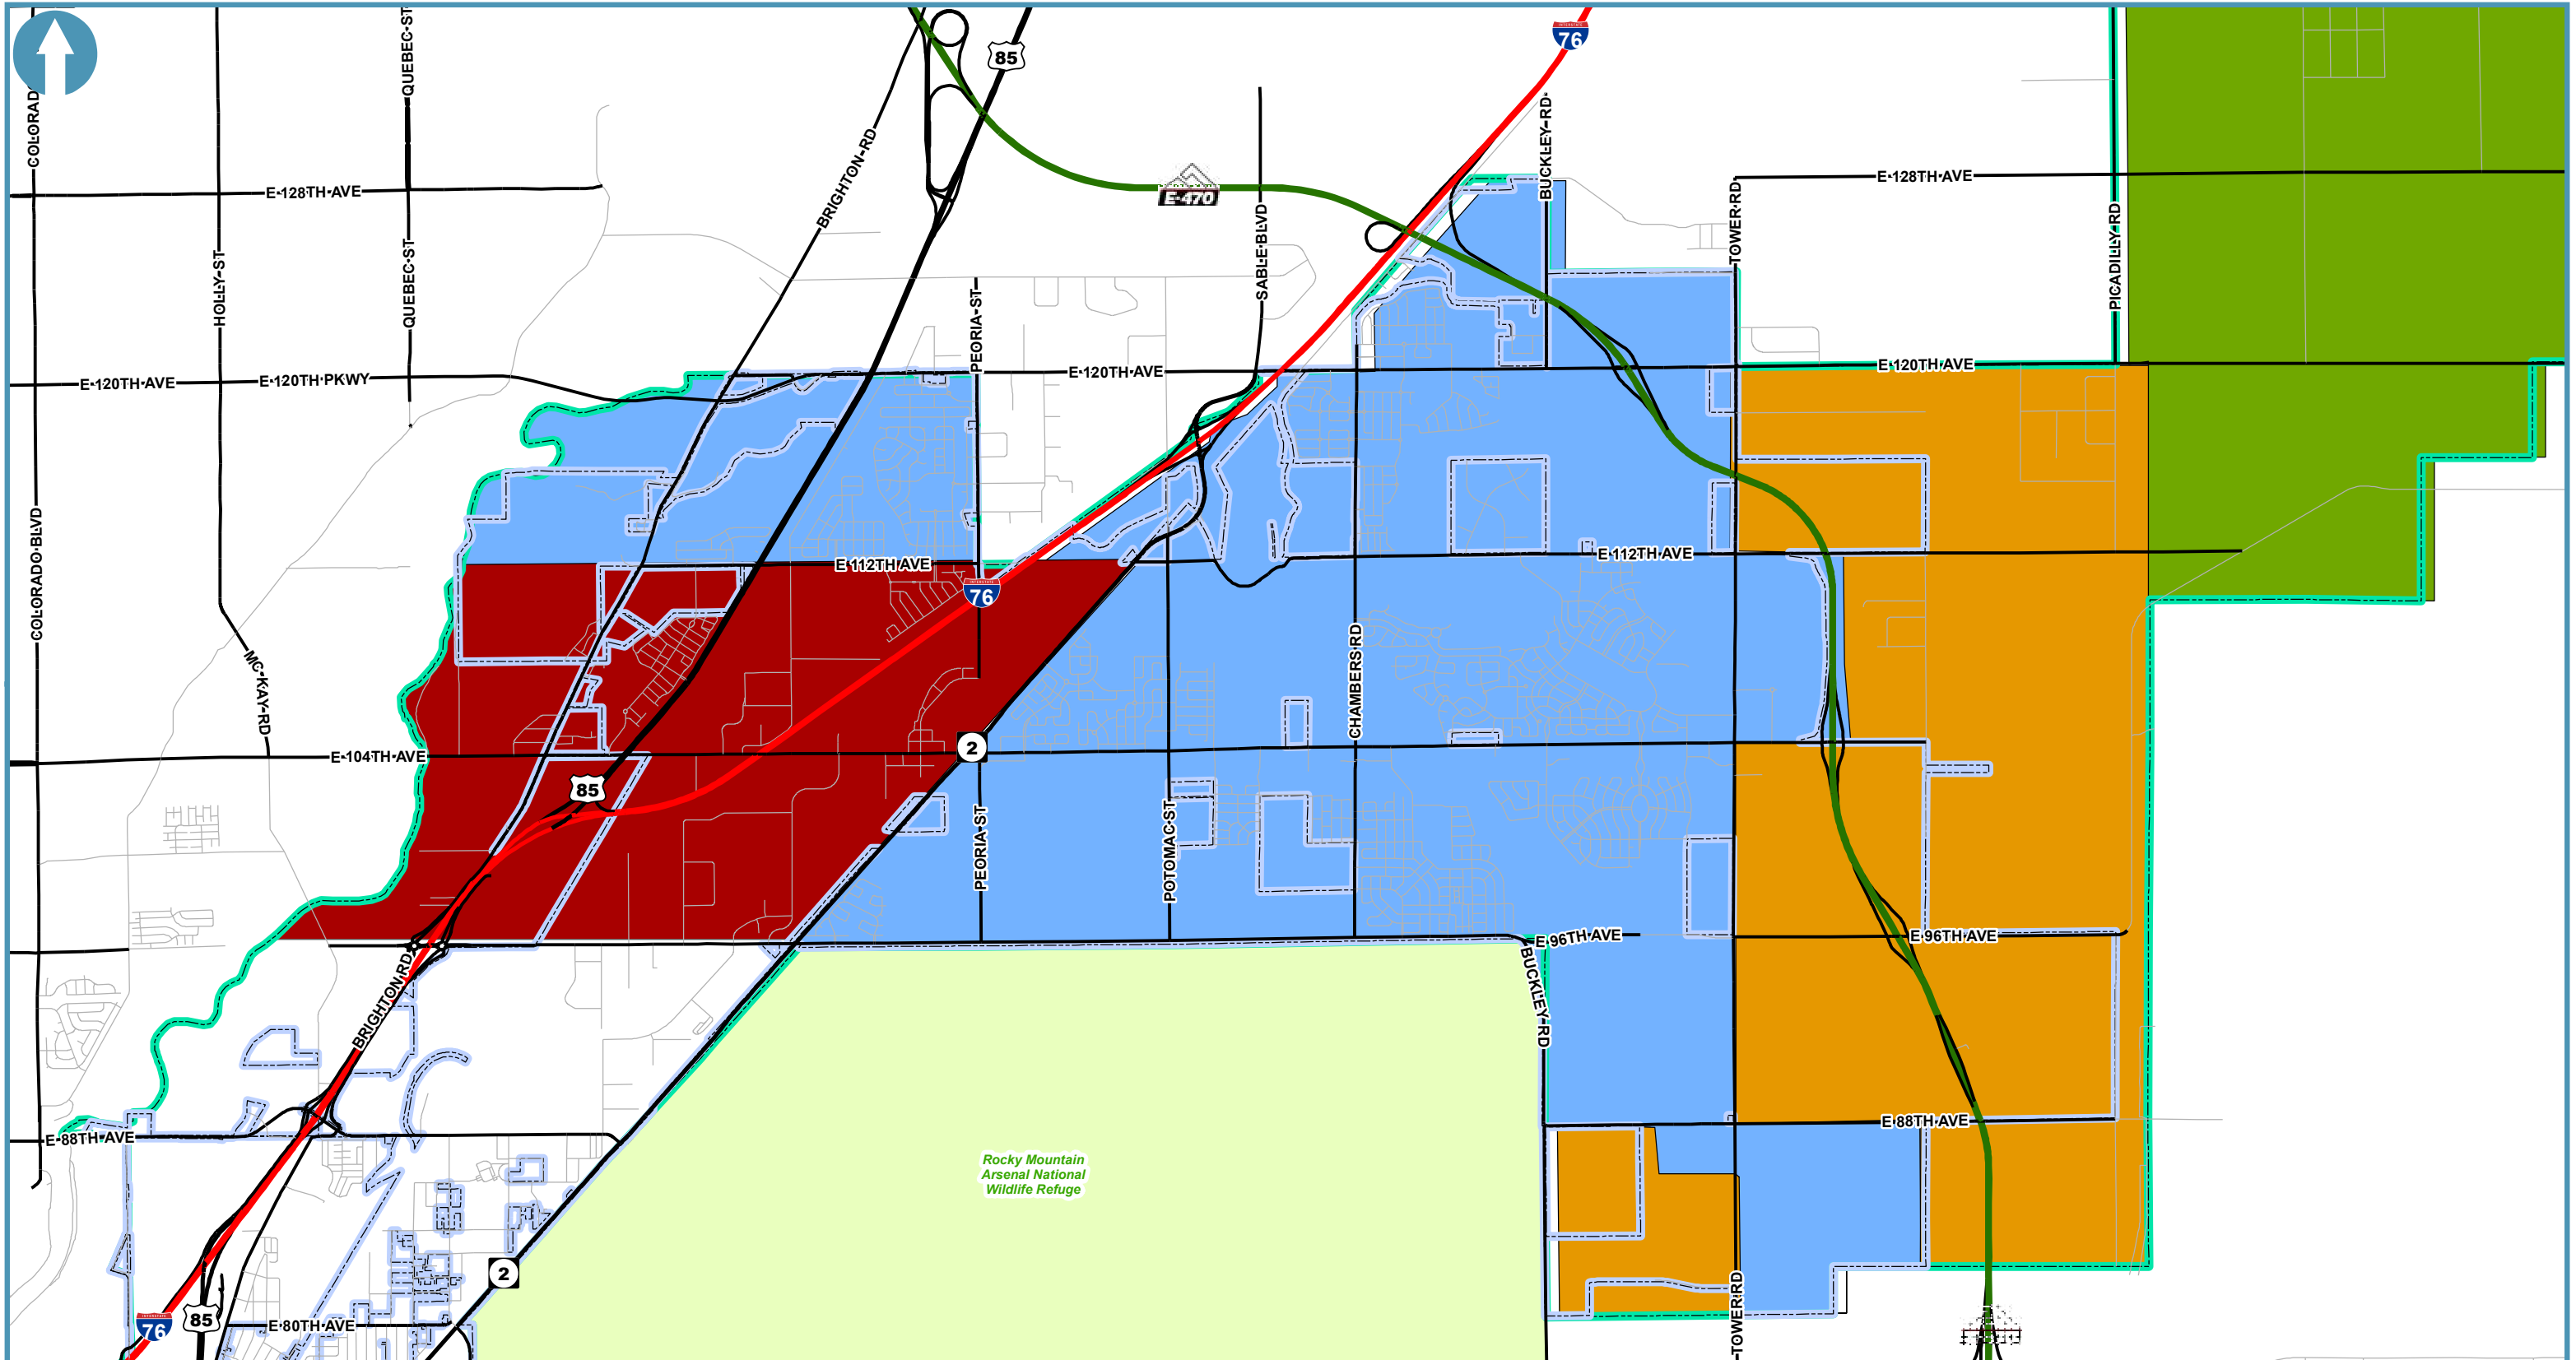 QUEBEC ST
85
INTERSTATE
76
COLORADO
BUCKLEY RD
BRIGHTON RD
E 128TH AVE
E 128TH AVE
E-470
TOWER RD
SABLE BLVD
PICADILLY RD
HOLLY ST
QUEBEC ST
PEORIA ST
E 120TH AVE
E 120TH PKWY
E 120TH AVE
E 120TH AVE
COLORADO BLVD
E 112TH AVE
E 112TH AVE
INTERSTATE
76
MC KAY RD
CHAMBERS RD
E 104TH AVE
2
85
PEORIA ST
POTOMAC ST
E 96TH AVE
E 96TH AVE
BRIGHTON RD
BUCKLEY RD
E 88TH AVE
E 88TH AVE
Rocky Mountain
Arsenal National
Wildlife Refuge
2
TOWER RD
INTERSTATE
76
85
E 80TH AVE